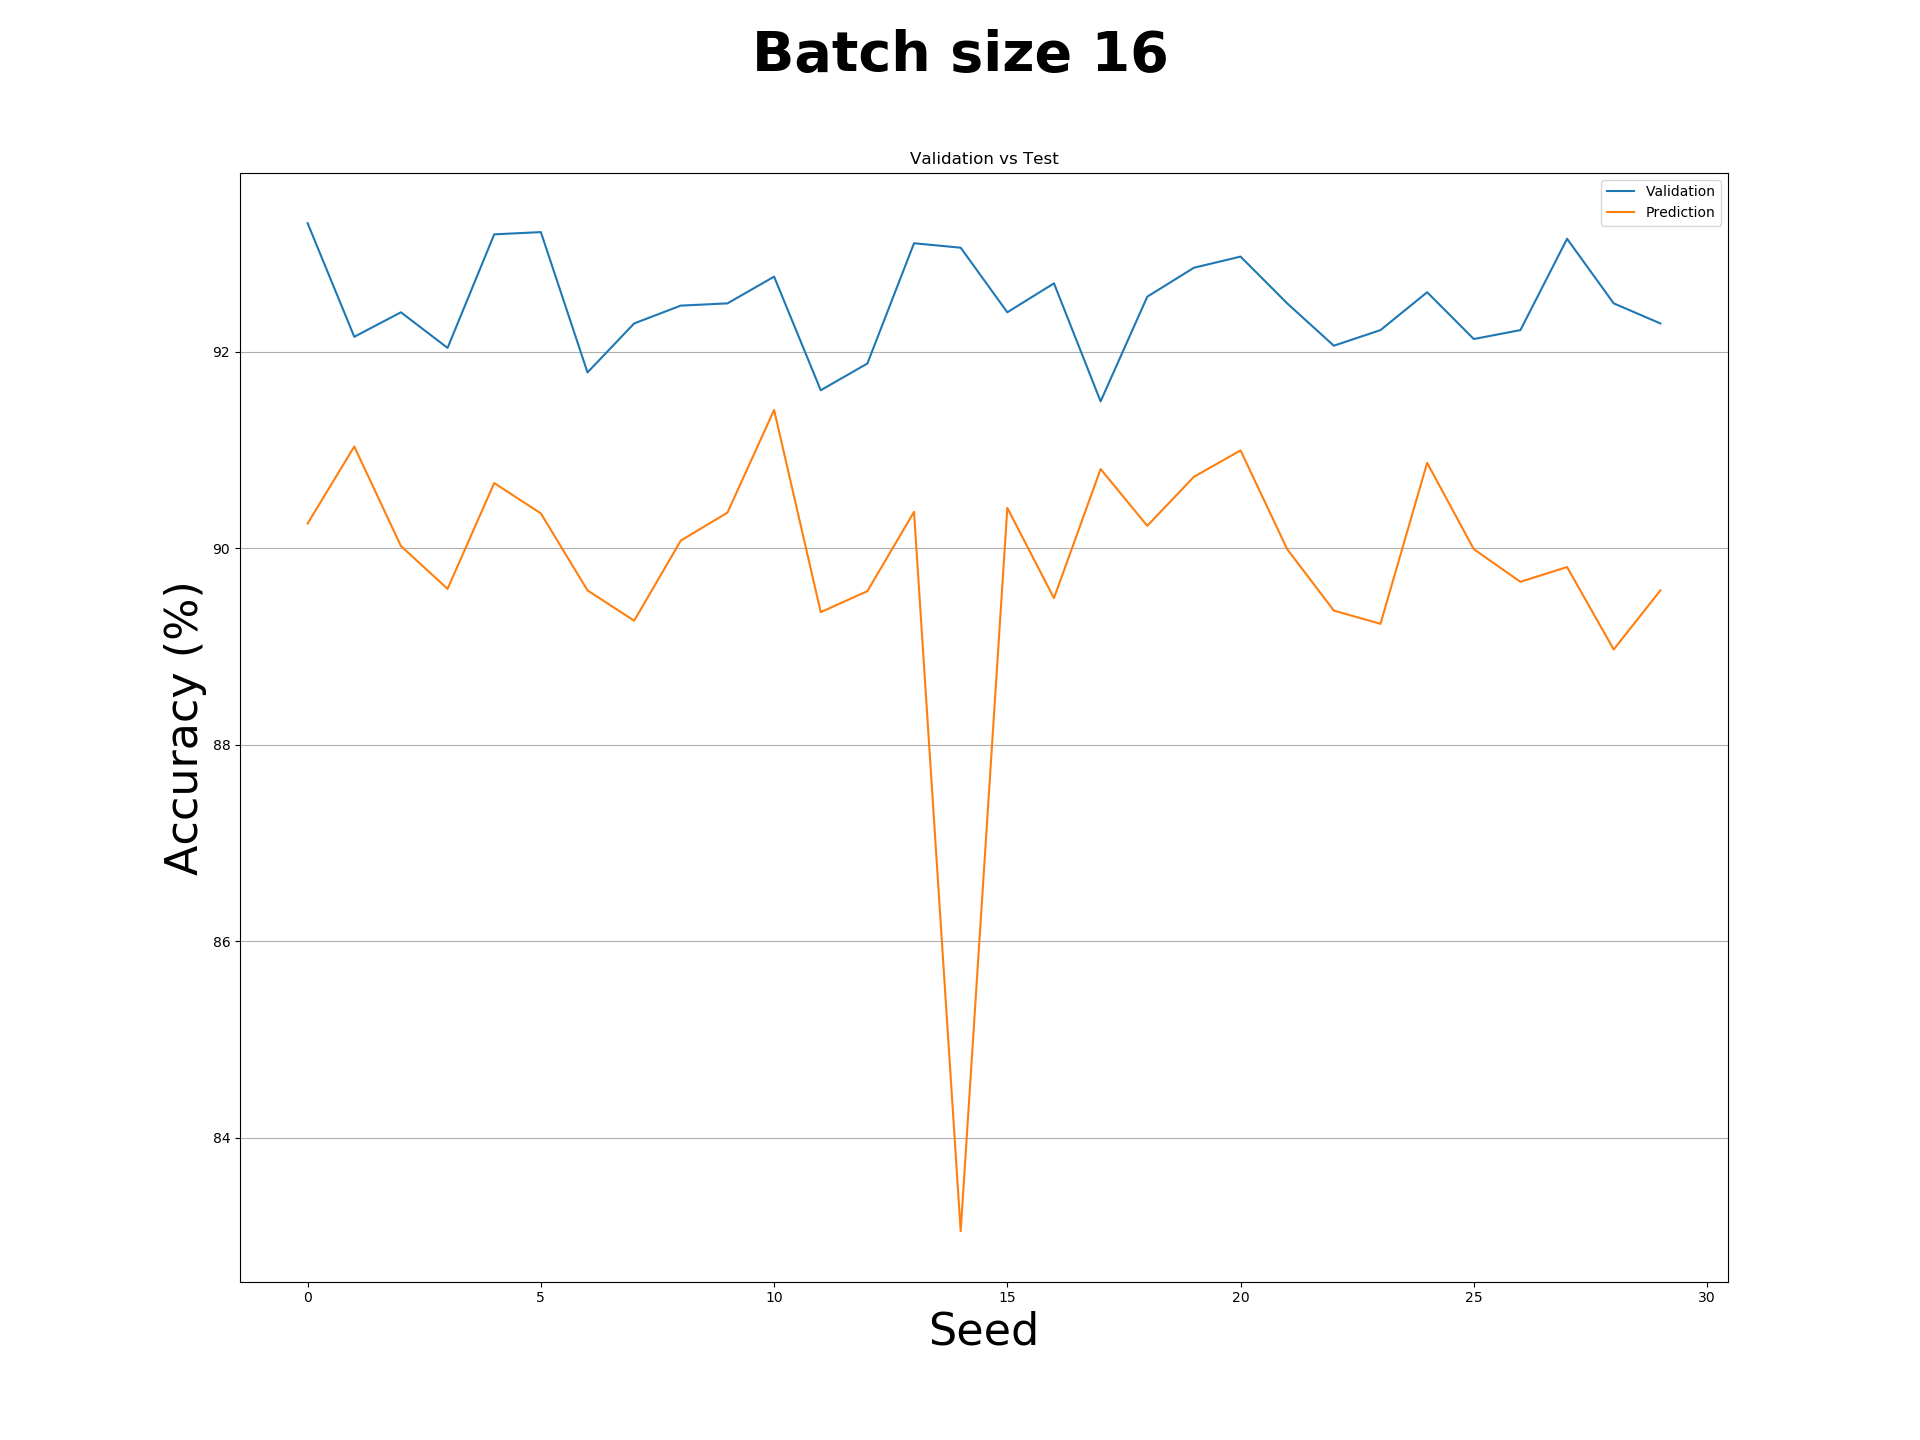 Batch size 16
Validation vs Test
Validation
Prediction
92
90
88
86
84
Accuracy (%)
0 5 10 15 20 25 30
Seed